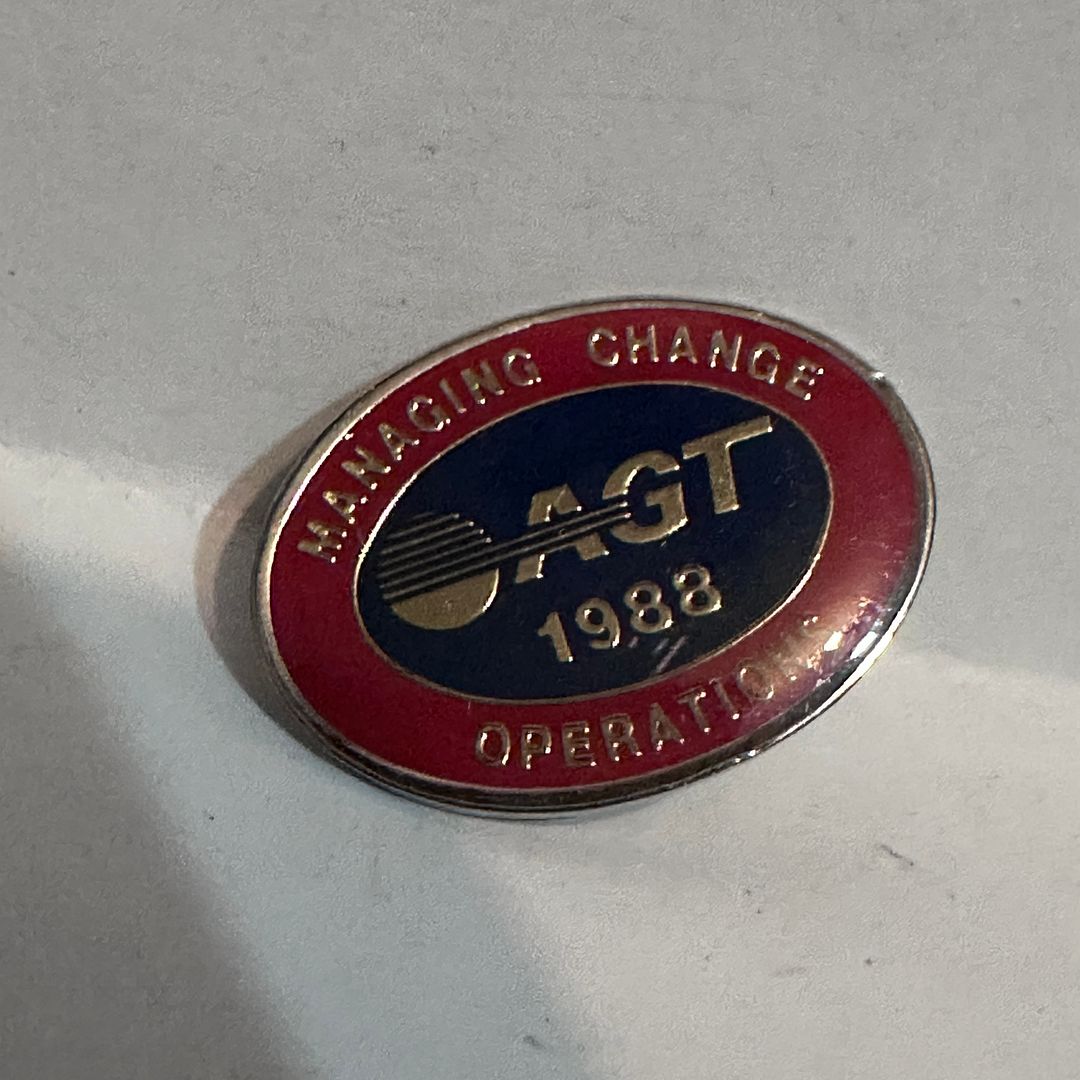 MANAGING CHANGE
AGT
1988
OPERATIONS